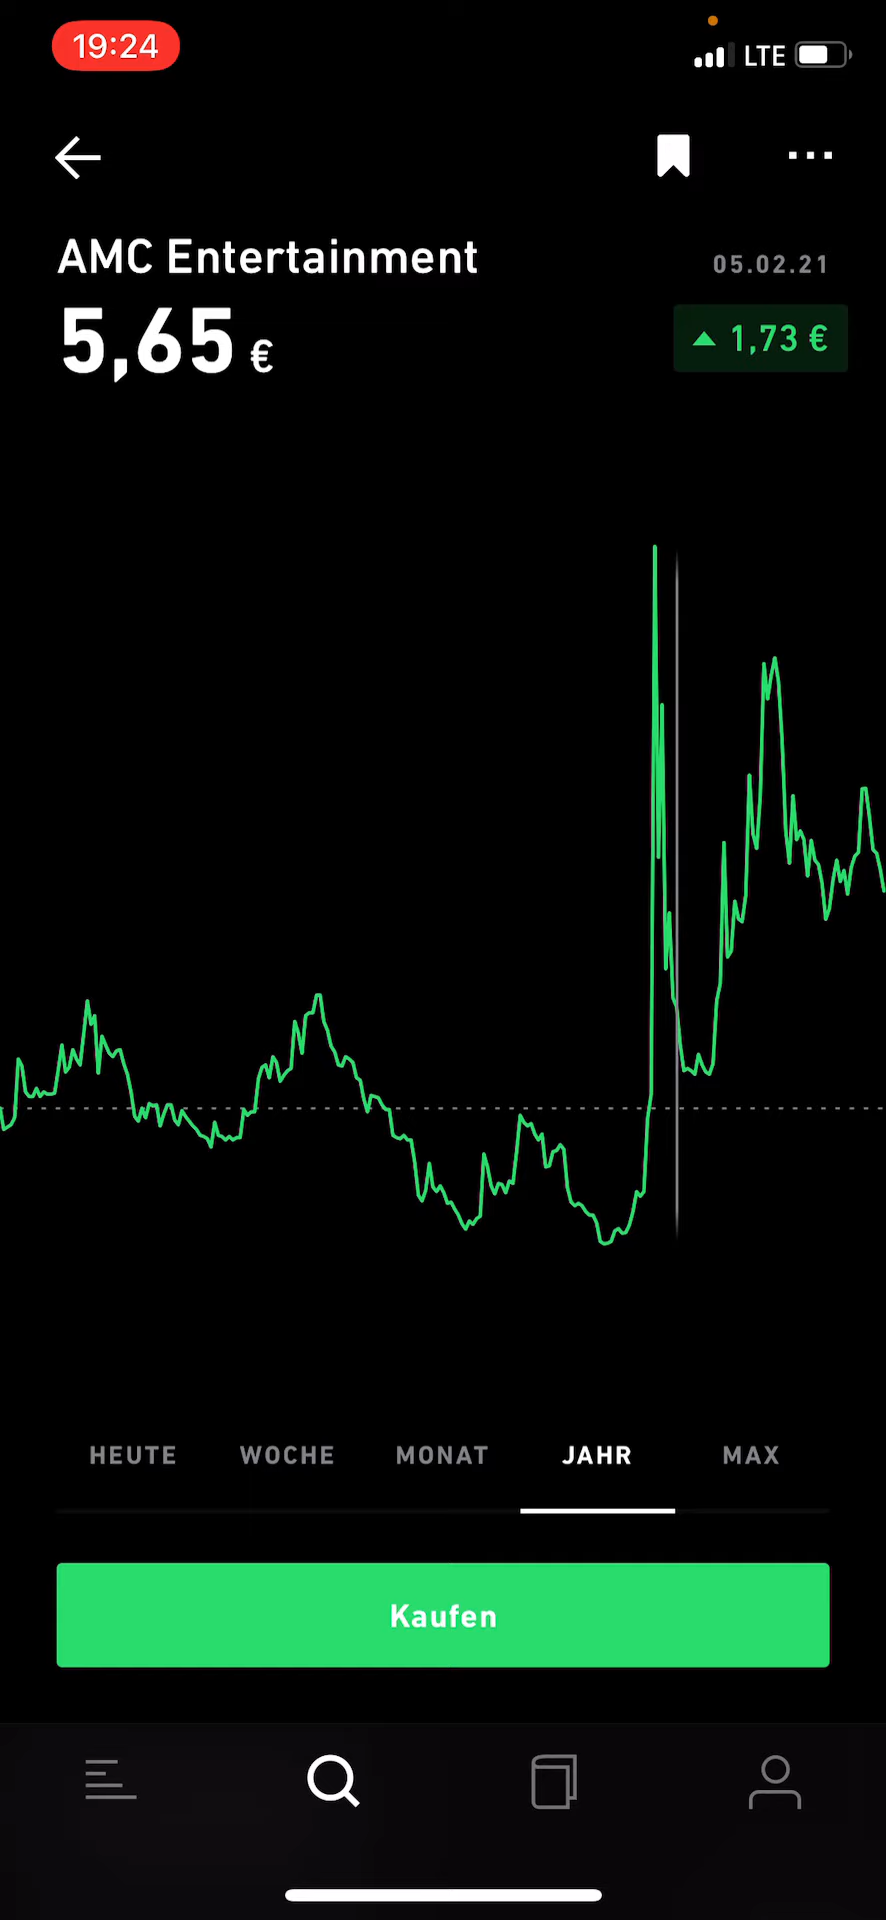 19:24
LTE
AMC Entertainment
05.02.21
5,65 €
1,73 €
HEUTE WOCHE MONAT JAHR MAX
Kaufen